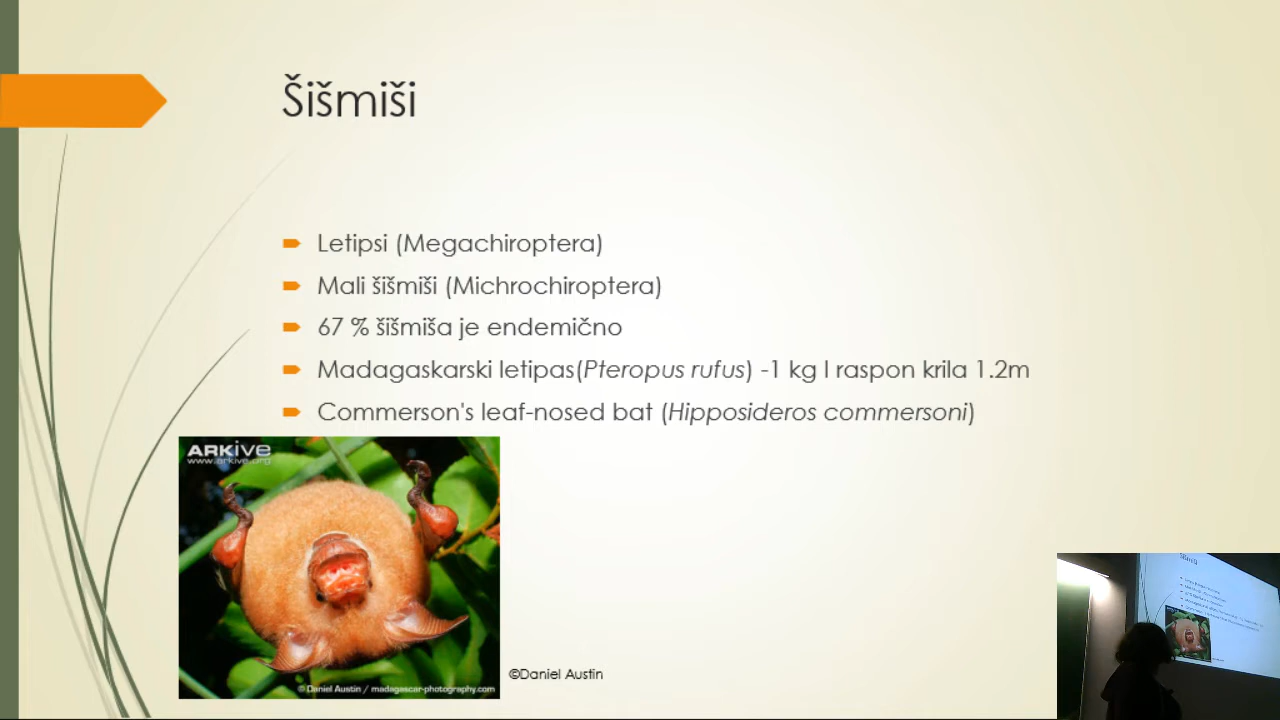 Šišmiši
Letipsi (Megachiroptera)
Mali šišmiši (Michrochiroptera)
67 % šišmiša je endemično
Madagaskarski letipas(Pteropus rufus) -1 kg I raspon krila 1.2m
Commerson's leaf-nosed bat (Hipposideros commersoni)
ARKive
www.arkive.org
© Daniel Austin / madagascar-photography.com
©Daniel Austin
Šišmiši